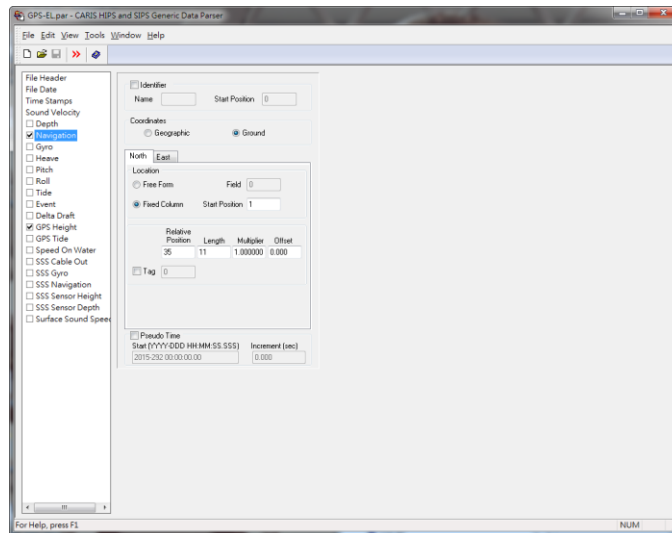 GPS-EL.par - CARIS HIPS and SIPS Generic Data Parser
File Edit View Tools Window Help
File Header
File Date
Time Stamps
Sound Velocity
Depth
Navigation
Gyro
Heave
Pitch
Roll
Tide
Event
Delta Draft
GPS Height
GPS Tide
Speed On Water
SSS Cable Out
SSS Gyro
SSS Navigation
SSS Sensor Height
SSS Sensor Depth
Surface Sound Speed
Identifier
Name Start Position 0
Coordinates
Geographic Ground
North East
Location
Free Form Field 0
Fixed Column Start Position 1
Relative Position Length Multiplier Offset
35 11 1.000000 0.000
Tag 0
Pseudo Time
Start (YYYY-DDD HH:MM:SS.SSS) Increment (sec)
2015-292 00:00:00.00 0.000
For Help, press F1 NUM